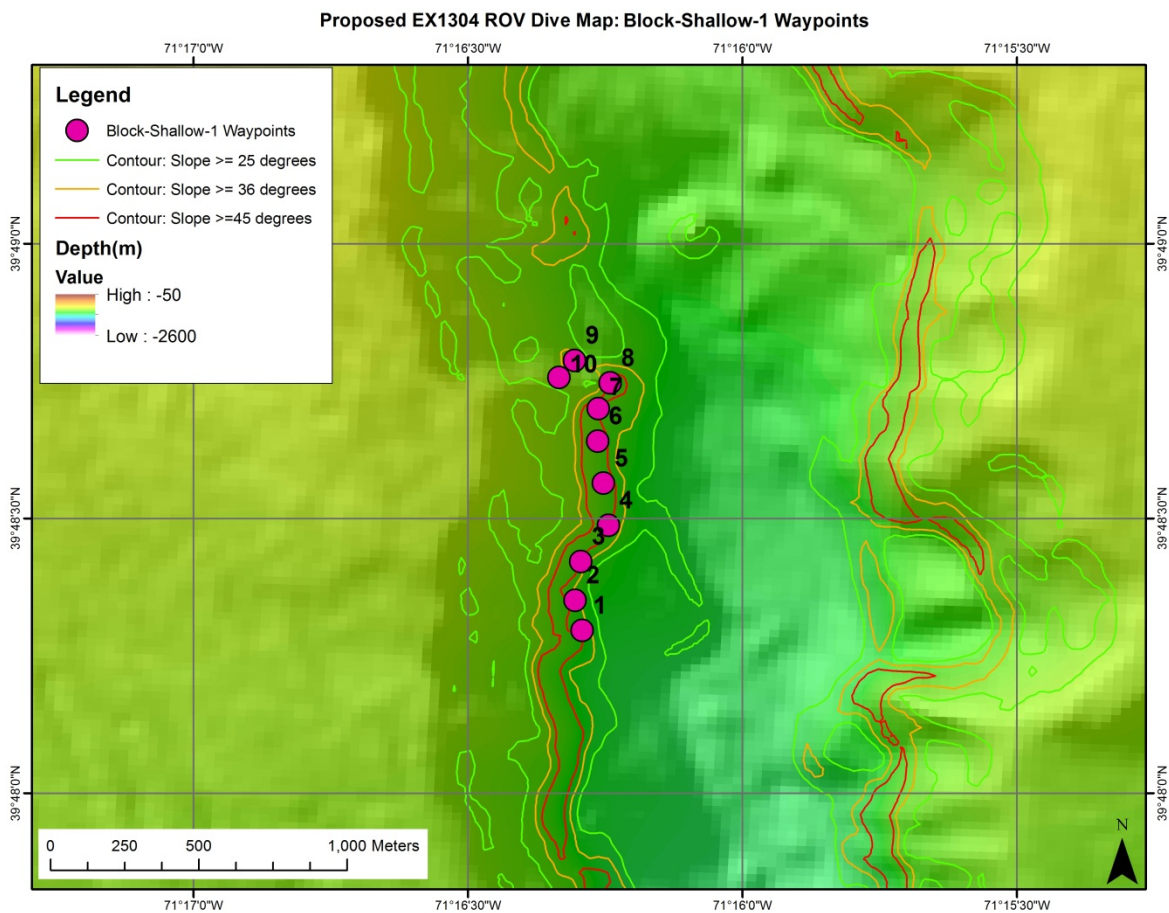 Proposed EX1304 ROV Dive Map: Block-Shallow-1 Waypoints
71°17'0"W 71°16'30"W 71°16'0"W 71°15'30"W
Legend
Block-Shallow-1 Waypoints
Contour: Slope >= 25 degrees
Contour: Slope >= 36 degrees
Contour: Slope >=45 degrees
Depth(m)
Value
High : -50
Low : -2600
39°49'0"N 39°49'0"N
9
8
10
7
6
5
4
39°48'30"N 39°48'30"N
3
2
1
39°48'0"N 39°48'0"N
N
0 250 500 1,000 Meters
71°17'0"W 71°16'30"W 71°16'0"W 71°15'30"W